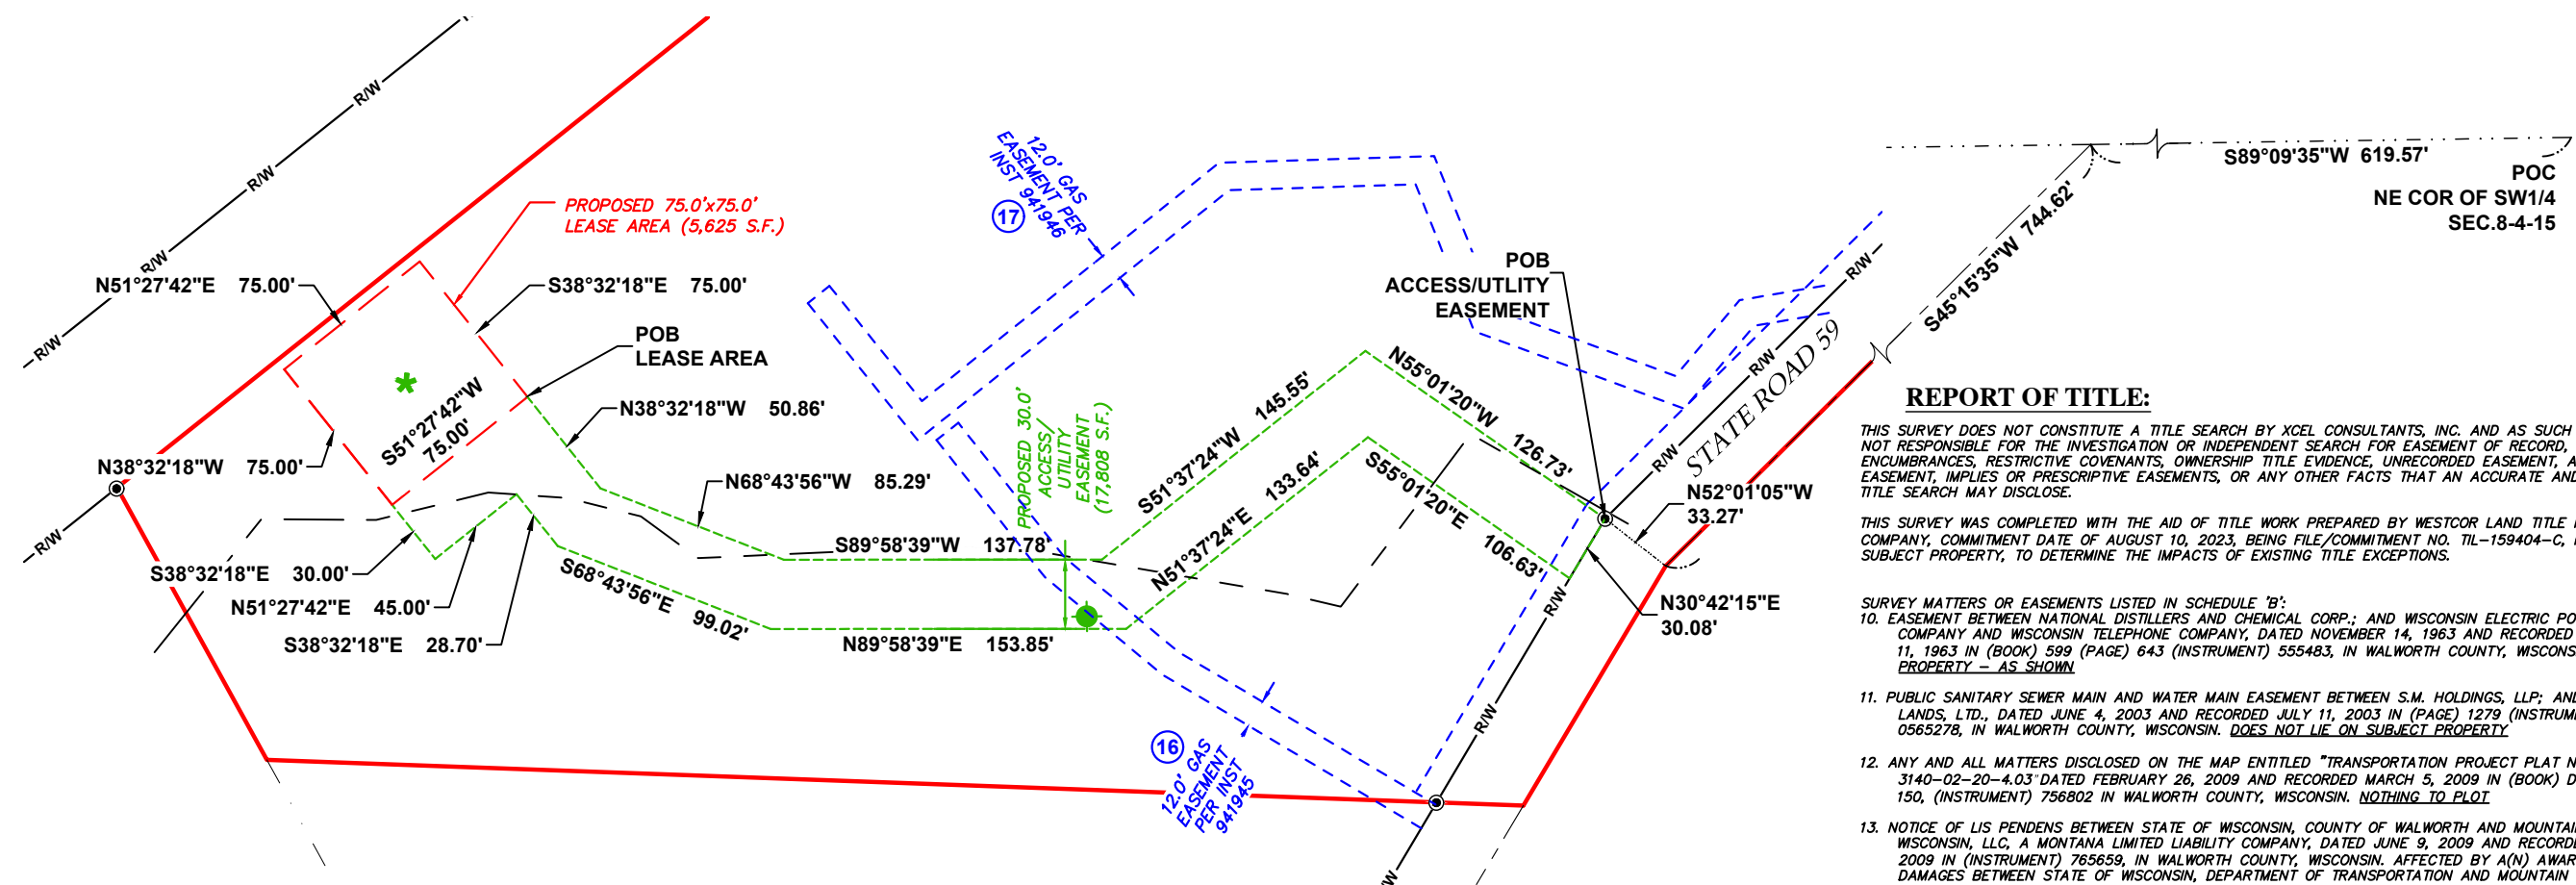 R/W
R/W
R/W
R/W
R/W
PROPOSED 75.0'x75.0'
LEASE AREA (5,625 S.F.)
N51°27'42"E 75.00'
S38°32'18"E 75.00'
POB
LEASE AREA
S51°27'42"W
75.00'
N38°32'18"W 50.86'
N38°32'18"W 75.00'
N68°43'56"W 85.29'
S38°32'18"E 30.00'
N51°27'42"E 45.00'
S38°32'18"E 28.70'
S68°43'56"E 99.02'
S89°58'39"W 137.78'
N89°58'39"E 153.85'
PROPOSED 30.0'
ACCESS/
UTILITY
EASEMENT
(17,808 S.F.)
12.0' GAS
EASEMENT PER
INST 941946
17
S51°37'24"W 145.55'
N51°37'24"E 133.64'
N55°01'20"W 126.73'
S55°01'20"E 106.63'
POB
ACCESS/UTLITY
EASEMENT
16
12.0' GAS
EASEMENT
PER INST
941945
R/W
R/W
R/W
R/W
R/W
STATE ROAD 59
N52°01'05"W
33.27'
N30°42'15"E
30.08'
S45°15'35"W 744.62'
S89°09'35"W 619.57'
POC
NE COR OF SW1/4
SEC.8-4-15
REPORT OF TITLE:
THIS SURVEY DOES NOT CONSTITUTE A TITLE SEARCH BY XCEL CONSULTANTS, INC. AND AS SUCH
NOT RESPONSIBLE FOR THE INVESTIGATION OR INDEPENDENT SEARCH FOR EASEMENT OF RECORD,
ENCUMBRANCES, RESTRICTIVE COVENANTS, OWNERSHIP TITLE EVIDENCE, UNRECORDED EASEMENT,
EASEMENT, IMPLIES OR PRESCRIPTIVE EASEMENTS, OR ANY OTHER FACTS THAT AN ACCURATE AND
TITLE SEARCH MAY DISCLOSE.
THIS SURVEY WAS COMPLETED WITH THE AID OF TITLE WORK PREPARED BY WESTCOR LAND TITLE
COMPANY, COMMITMENT DATE OF AUGUST 10, 2023, BEING FILE/COMMITMENT NO. TIL-159404-C,
SUBJECT PROPERTY, TO DETERMINE THE IMPACTS OF EXISTING TITLE EXCEPTIONS.
SURVEY MATTERS OR EASEMENTS LISTED IN SCHEDULE 'B':
10. EASEMENT BETWEEN NATIONAL DISTILLERS AND CHEMICAL CORP.; AND WISCONSIN ELECTRIC PO
COMPANY AND WISCONSIN TELEPHONE COMPANY, DATED NOVEMBER 14, 1963 AND RECORDED
11, 1963 IN (BOOK) 599 (PAGE) 643 (INSTRUMENT) 555483, IN WALWORTH COUNTY, WISCONS
PROPERTY - AS SHOWN
11. PUBLIC SANITARY SEWER MAIN AND WATER MAIN EASEMENT BETWEEN S.M. HOLDINGS, LLP; AND
LANDS, LTD., DATED JUNE 4, 2003 AND RECORDED JULY 11, 2003 IN (PAGE) 1279 (INSTRUM
0565278, IN WALWORTH COUNTY, WISCONSIN. DOES NOT LIE ON SUBJECT PROPERTY
12. ANY AND ALL MATTERS DISCLOSED ON THE MAP ENTITLED "TRANSPORTATION PROJECT PLAT N
3140-02-20-4.03" DATED FEBRUARY 26, 2009 AND RECORDED MARCH 5, 2009 IN (BOOK) D
150, (INSTRUMENT) 756802 IN WALWORTH COUNTY, WISCONSIN. NOTHING TO PLOT
13. NOTICE OF LIS PENDENS BETWEEN STATE OF WISCONSIN, COUNTY OF WALWORTH AND MOUNTAI
WISCONSIN, LLC, A MONTANA LIMITED LIABILITY COMPANY, DATED JUNE 9, 2009 AND RECORDE
2009 IN (INSTRUMENT) 765659, IN WALWORTH COUNTY, WISCONSIN. AFFECTED BY A(N) AWAR
DAMAGES BETWEEN STATE OF WISCONSIN, DEPARTMENT OF TRANSPORTATION AND MOUNTAIN